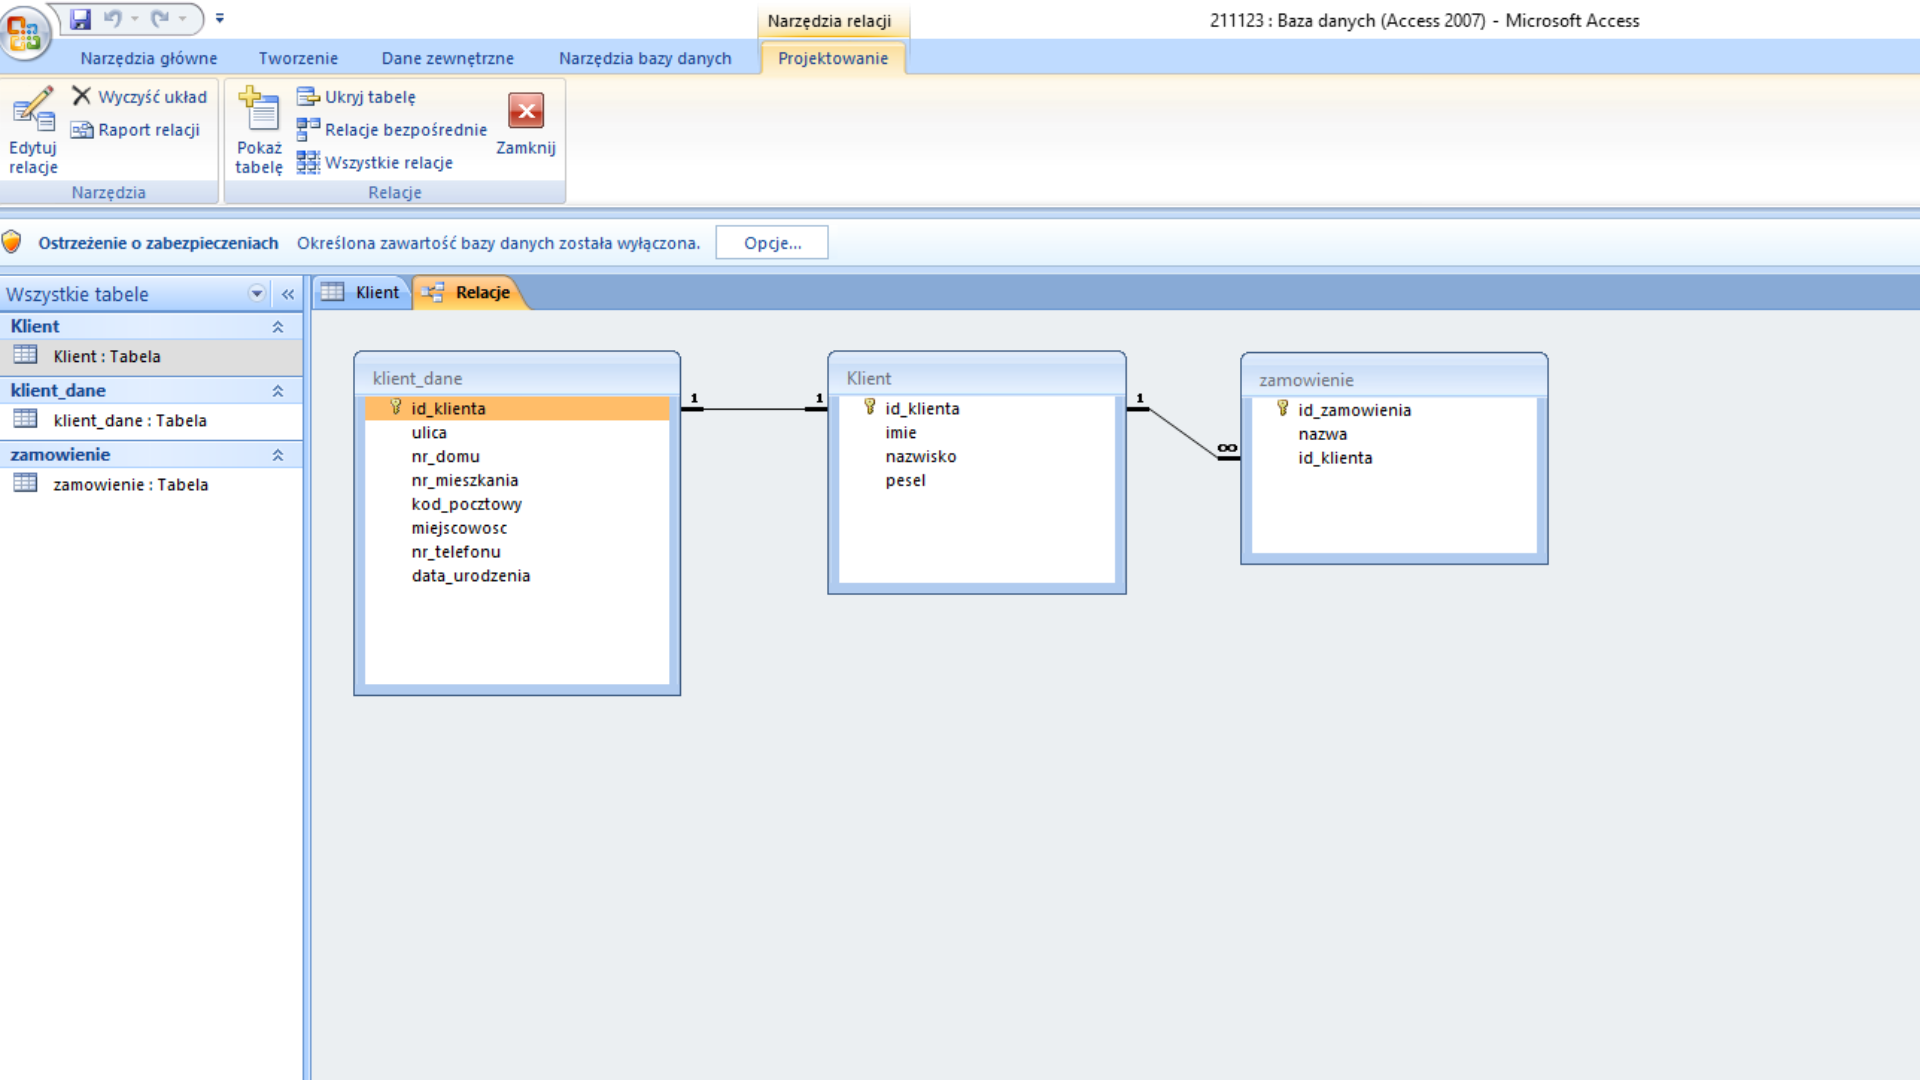 Narzędzia relacji
211123 : Baza danych (Access 2007) - Microsoft Access
Narzędzia główne
Tworzenie
Dane zewnętrzne
Narzędzia bazy danych
Projektowanie
Edytuj
relacje
Wyczyść układ
Raport relacji
Narzędzia
Pokaż
tabelę
Ukryj tabelę
Relacje bezpośrednie
Wszystkie relacje
Zamknij
Relacje
Ostrzeżenie o zabezpieczeniach
Określona zawartość bazy danych została wyłączona.
Opcje...
Wszystkie tabele
Klient
Klient : Tabela
klient_dane
klient_dane : Tabela
zamowienie
zamowienie : Tabela
Klient
Relacje
klient_dane
id_klienta
ulica
nr_domu
nr_mieszkania
kod_pocztowy
miejscowosc
nr_telefonu
data_urodzenia
1
1
Klient
id_klienta
imie
nazwisko
pesel
1
∞
zamowienie
id_zamowienia
nazwa
id_klienta